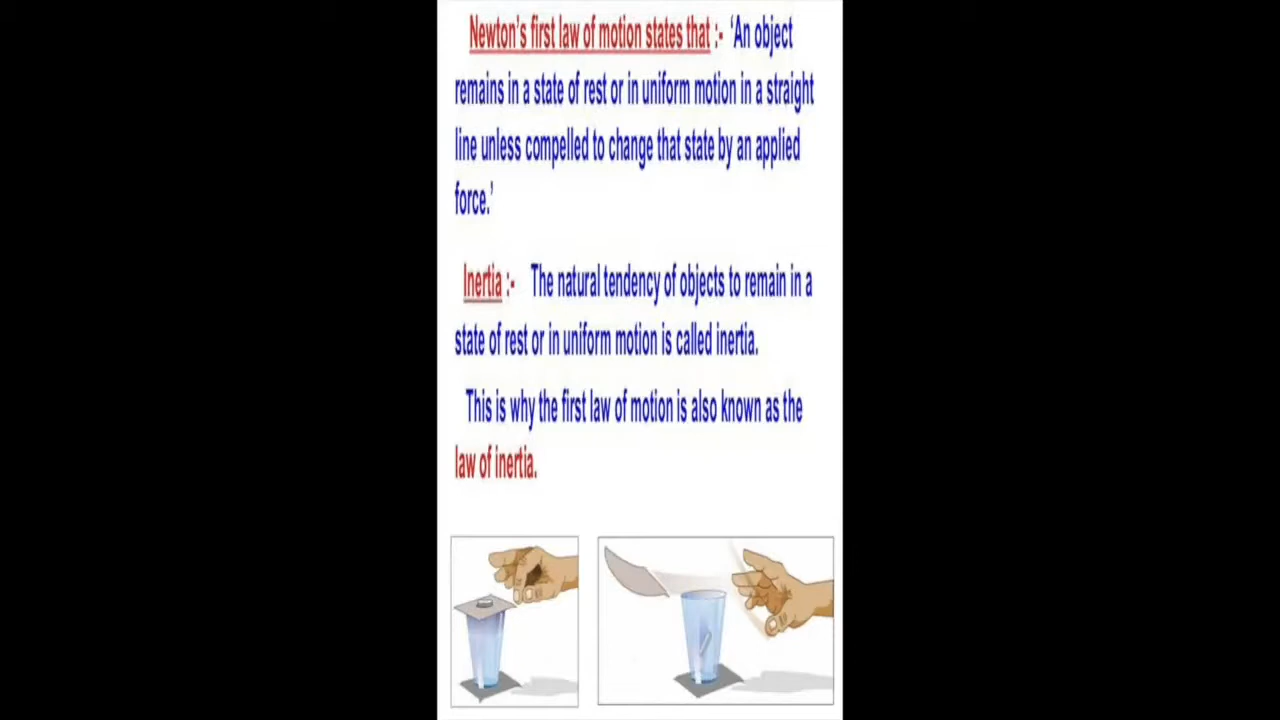 Newton's first law of motion states that :- ‘An object
remains in a state of rest or in uniform motion in a straight
line unless compelled to change that state by an applied
force.’
Inertia :- The natural tendency of objects to remain in a
state of rest or in uniform motion is called inertia.
This is why the first law of motion is also known as the
law of inertia.